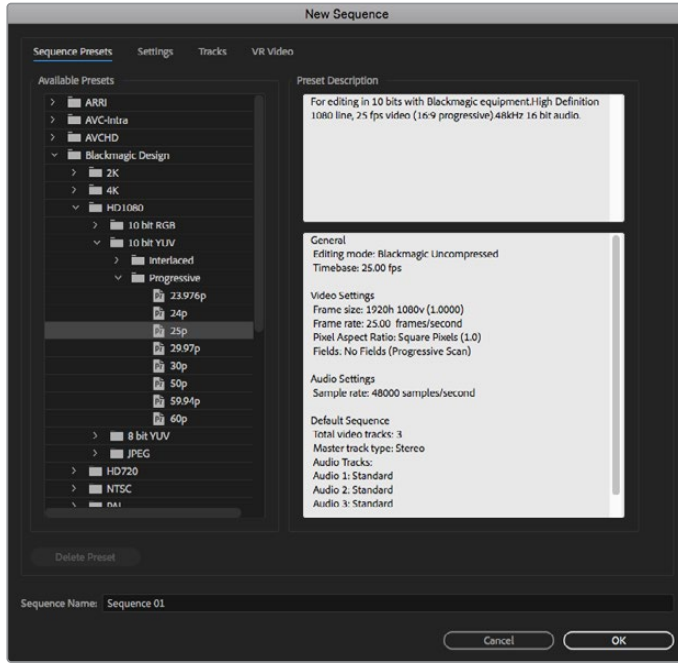 New Sequence
Sequence Presets Settings Tracks VR Video
Available Presets
ARRI
AVC-Intra
AVCHD
Blackmagic Design
2K
4K
HD1080
10 bit RGB
10 bit YUV
Interlaced
Progressive
23.976p
24p
25p
29.97p
30p
50p
59.94p
60p
8 bit YUV
JPEG
HD720
NTSC
PAL
Preset Description
For editing in 10 bits with Blackmagic equipment.High Definition
1080 line, 25 fps video (16:9 progressive).48kHz 16 bit audio.
General
Editing mode: Blackmagic Uncompressed
Timebase: 25.00 fps
Video Settings
Frame size: 1920h 1080v (1.0000)
Frame rate: 25.00 frames/second
Pixel Aspect Ratio: Square Pixels (1.0)
Fields: No Fields (Progressive Scan)
Audio Settings
Sample rate: 48000 samples/second
Default Sequence
Total video tracks: 3
Master track type: Stereo
Audio Tracks:
Audio 1: Standard
Audio 2: Standard
Audio 3: Standard
Delete Preset
Sequence Name: Sequence 01
Cancel OK